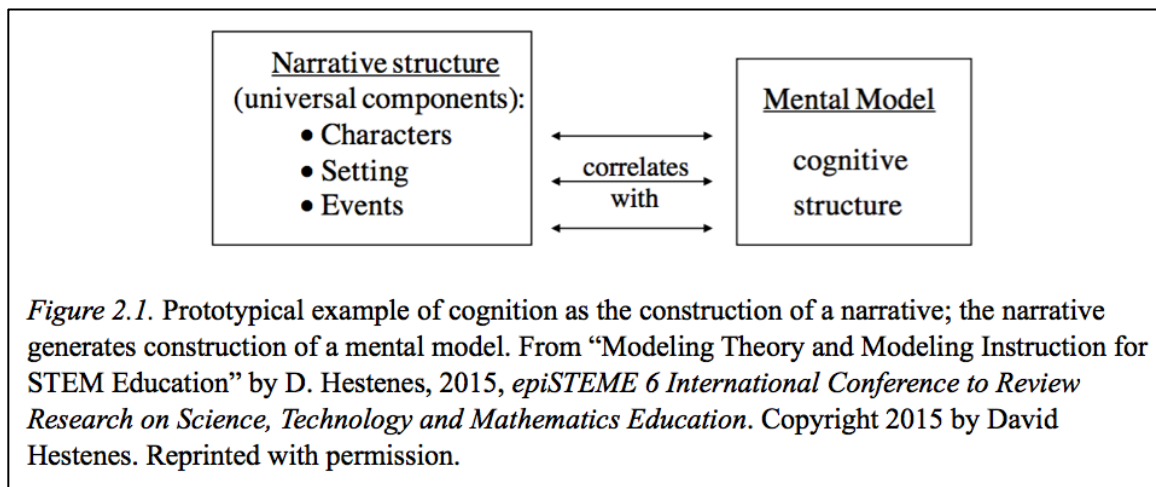 Narrative structure
(universal components):
• Characters
• Setting
• Events
correlates
with
Mental Model
cognitive
structure
Figure 2.1. Prototypical example of cognition as the construction of a narrative; the narrative
generates construction of a mental model. From “Modeling Theory and Modeling Instruction for
STEM Education” by D. Hestenes, 2015, epiSTEME 6 International Conference to Review
Research on Science, Technology and Mathematics Education. Copyright 2015 by David
Hestenes. Reprinted with permission.